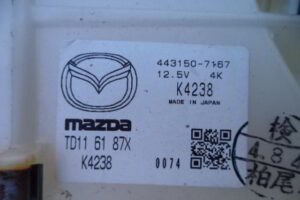 443150-7167
12.5V 4K
K4238
MADE IN JAPAN
mazda
TD11 61 87X
K4238
0074
検
4.8.2
柏尾